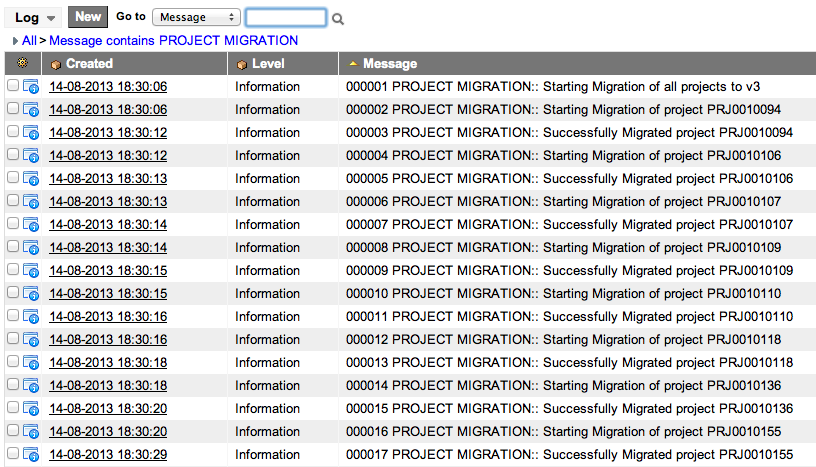 Log New Go to Message
All > Message contains PROJECT MIGRATION
Created Level Message
14-08-2013 18:30:06 Information 000001 PROJECT MIGRATION:: Starting Migration of all projects to v3
14-08-2013 18:30:06 Information 000002 PROJECT MIGRATION:: Starting Migration of project PRJ0010094
14-08-2013 18:30:12 Information 000003 PROJECT MIGRATION:: Successfully Migrated project PRJ0010094
14-08-2013 18:30:12 Information 000004 PROJECT MIGRATION:: Starting Migration of project PRJ0010106
14-08-2013 18:30:13 Information 000005 PROJECT MIGRATION:: Successfully Migrated project PRJ0010106
14-08-2013 18:30:13 Information 000006 PROJECT MIGRATION:: Starting Migration of project PRJ0010107
14-08-2013 18:30:14 Information 000007 PROJECT MIGRATION:: Successfully Migrated project PRJ0010107
14-08-2013 18:30:14 Information 000008 PROJECT MIGRATION:: Starting Migration of project PRJ0010109
14-08-2013 18:30:15 Information 000009 PROJECT MIGRATION:: Successfully Migrated project PRJ0010109
14-08-2013 18:30:15 Information 000010 PROJECT MIGRATION:: Starting Migration of project PRJ0010110
14-08-2013 18:30:16 Information 000011 PROJECT MIGRATION:: Successfully Migrated project PRJ0010110
14-08-2013 18:30:16 Information 000012 PROJECT MIGRATION:: Starting Migration of project PRJ0010118
14-08-2013 18:30:18 Information 000013 PROJECT MIGRATION:: Successfully Migrated project PRJ0010118
14-08-2013 18:30:18 Information 000014 PROJECT MIGRATION:: Starting Migration of project PRJ0010136
14-08-2013 18:30:20 Information 000015 PROJECT MIGRATION:: Successfully Migrated project PRJ0010136
14-08-2013 18:30:20 Information 000016 PROJECT MIGRATION:: Starting Migration of project PRJ0010155
14-08-2013 18:30:29 Information 000017 PROJECT MIGRATION:: Successfully Migrated project PRJ0010155